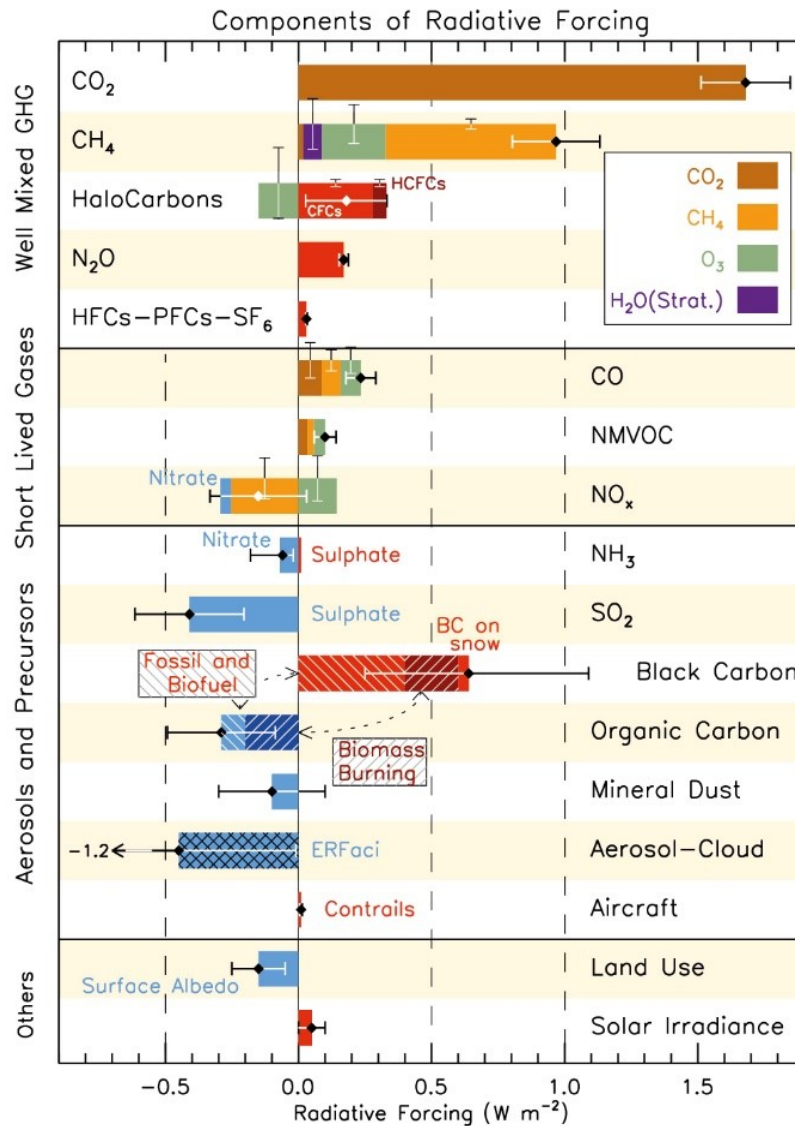 Components of Radiative Forcing
Well Mixed GHG
CO₂
CH₄
HaloCarbons
CFCs
HCFCs
N₂O
HFCs−PFCs−SF₆
CO₂
CH₄
O₃
H₂O(Strat.)
Short Lived Gases
CO
NMVOC
Nitrate
NOₓ
Aerosols and Precursors
Nitrate
Sulphate
NH₃
Sulphate
SO₂
BC on
snow
Fossil and
Biofuel
Black Carbon
Organic Carbon
Biomass
Burning
Mineral Dust
−1.2
ERFaci
Aerosol−Cloud
Contrails
Aircraft
Others
Surface Albedo
Land Use
Solar Irradiance
−0.5 0.0 0.5 1.0 1.5
Radiative Forcing (W m⁻²)